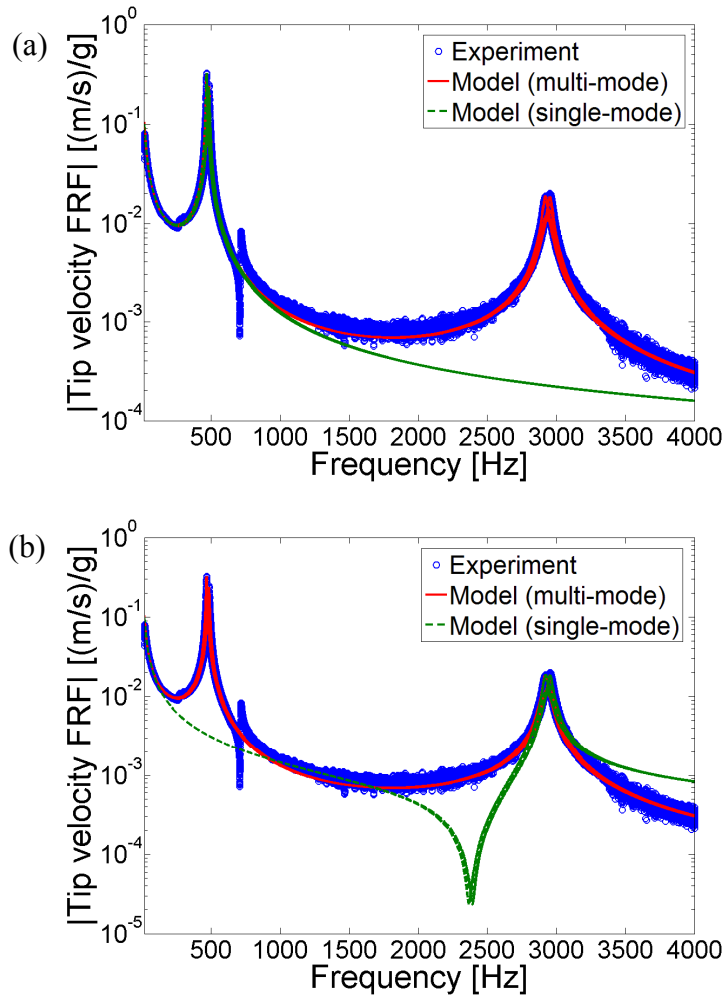 (a)
|Tip velocity FRF| [(m/s)/g]
10^0
10^-1
10^-2
10^-3
10^-4
Experiment
Model (multi-mode)
Model (single-mode)
500 1000 1500 2000 2500 3000 3500 4000
Frequency [Hz]
(b)
|Tip velocity FRF| [(m/s)/g]
10^0
10^-1
10^-2
10^-3
10^-4
10^-5
Experiment
Model (multi-mode)
Model (single-mode)
500 1000 1500 2000 2500 3000 3500 4000
Frequency [Hz]